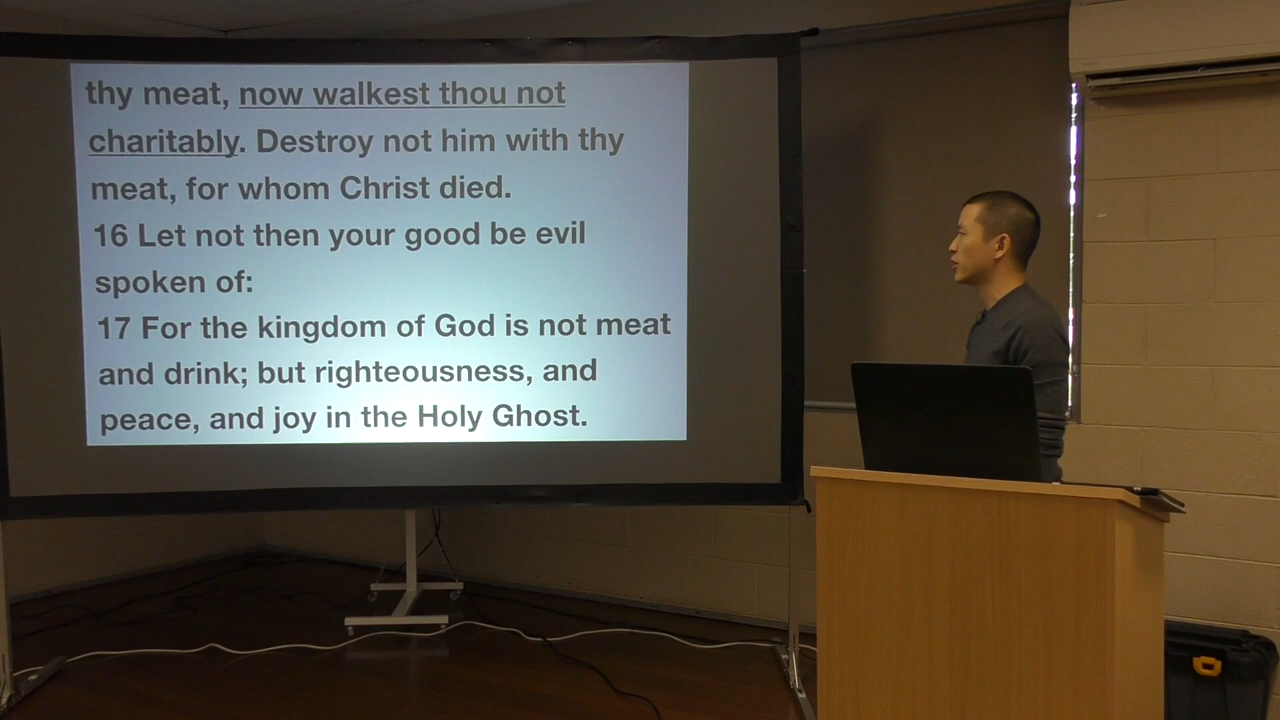 thy meat, now walkest thou not
charitably. Destroy not him with thy
meat, for whom Christ died.
16 Let not then your good be evil
spoken of:
17 For the kingdom of God is not meat
and drink; but righteousness, and
peace, and joy in the Holy Ghost.